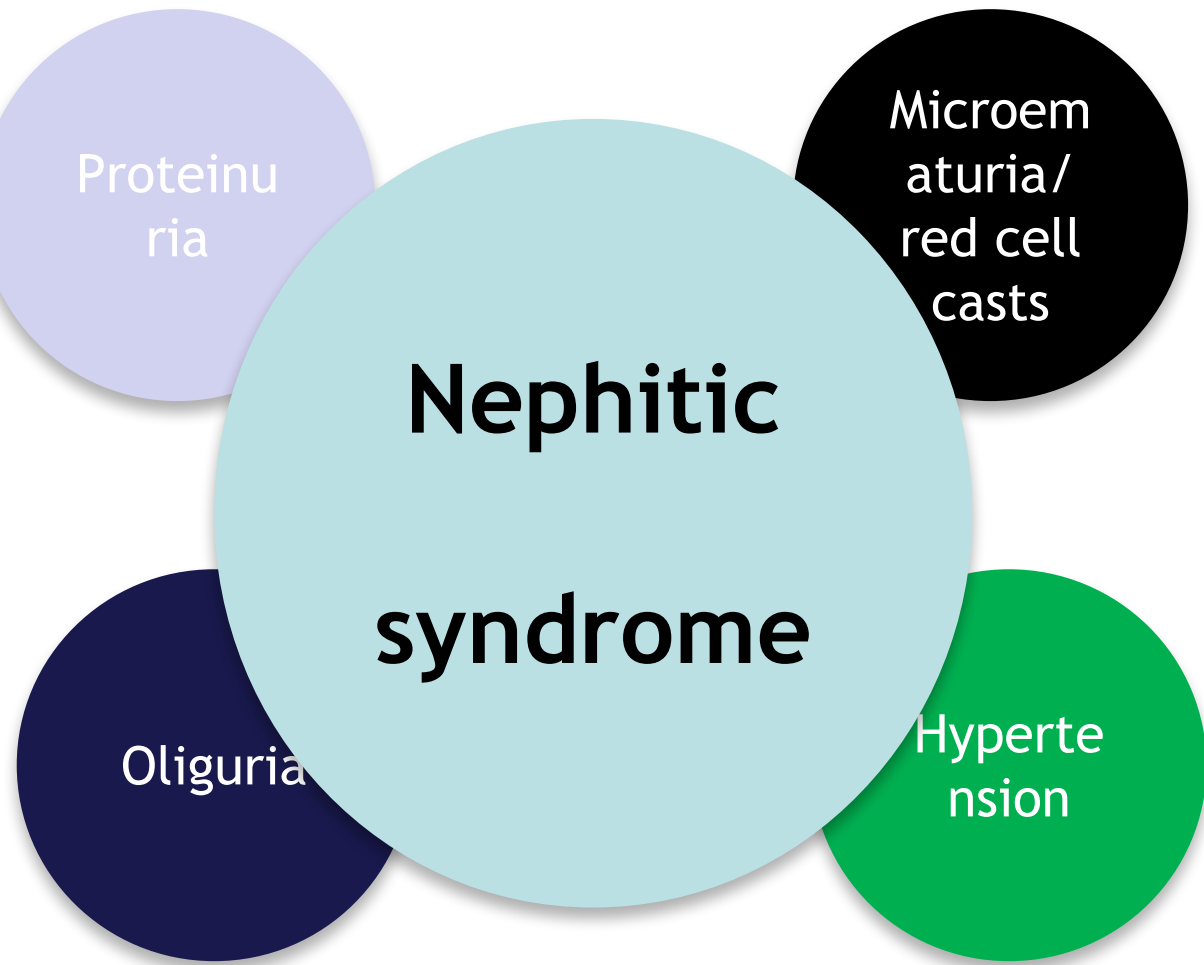 Proteinu
ria
Microem
aturia/
red cell
casts
Nephitic
syndrome
Oliguria
Hyperte
nsion